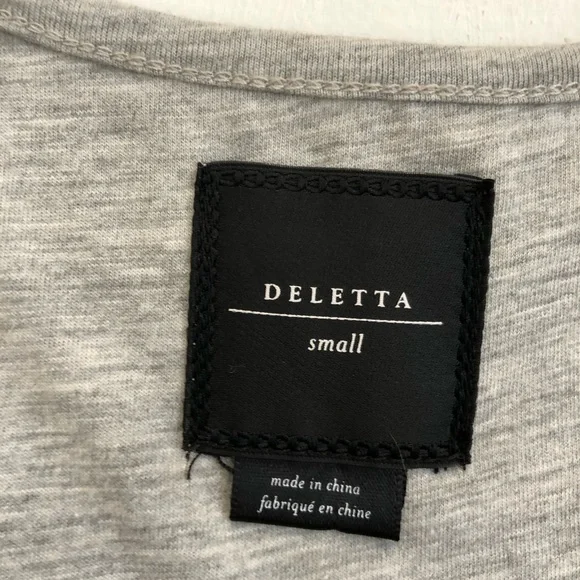 DELETTA
small
made in china
fabriqué en chine